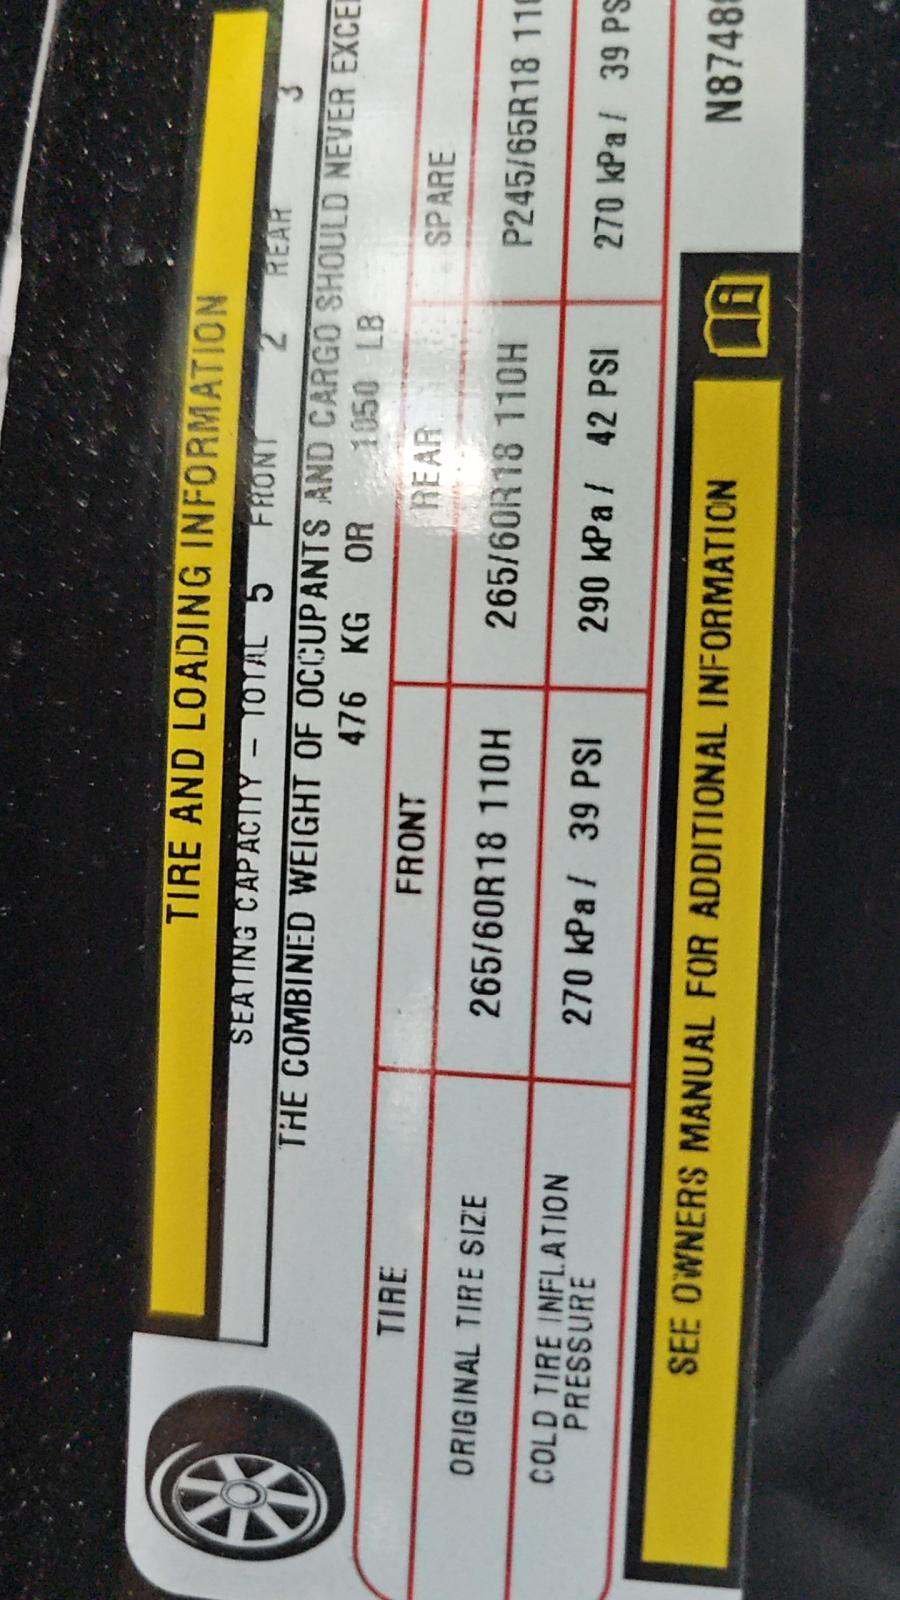 TIRE AND LOADING INFORMATION
SEATING CAPACITY – TOTAL 5 FRONT 2 REAR 3
THE COMBINED WEIGHT OF OCCUPANTS AND CARGO SHOULD NEVER EXCE
476 KG OR 1050 LB
TIRE FRONT REAR SPARE
ORIGINAL TIRE SIZE 265/60R18 110H 265/60R18 110H P245/65R18 110
COLD TIRE INFLATION PRESSURE 270 kPa / 39 PSI 290 kPa / 42 PSI 270 kPa / 39 PS
SEE OWNERS MANUAL FOR ADDITIONAL INFORMATION
N8748